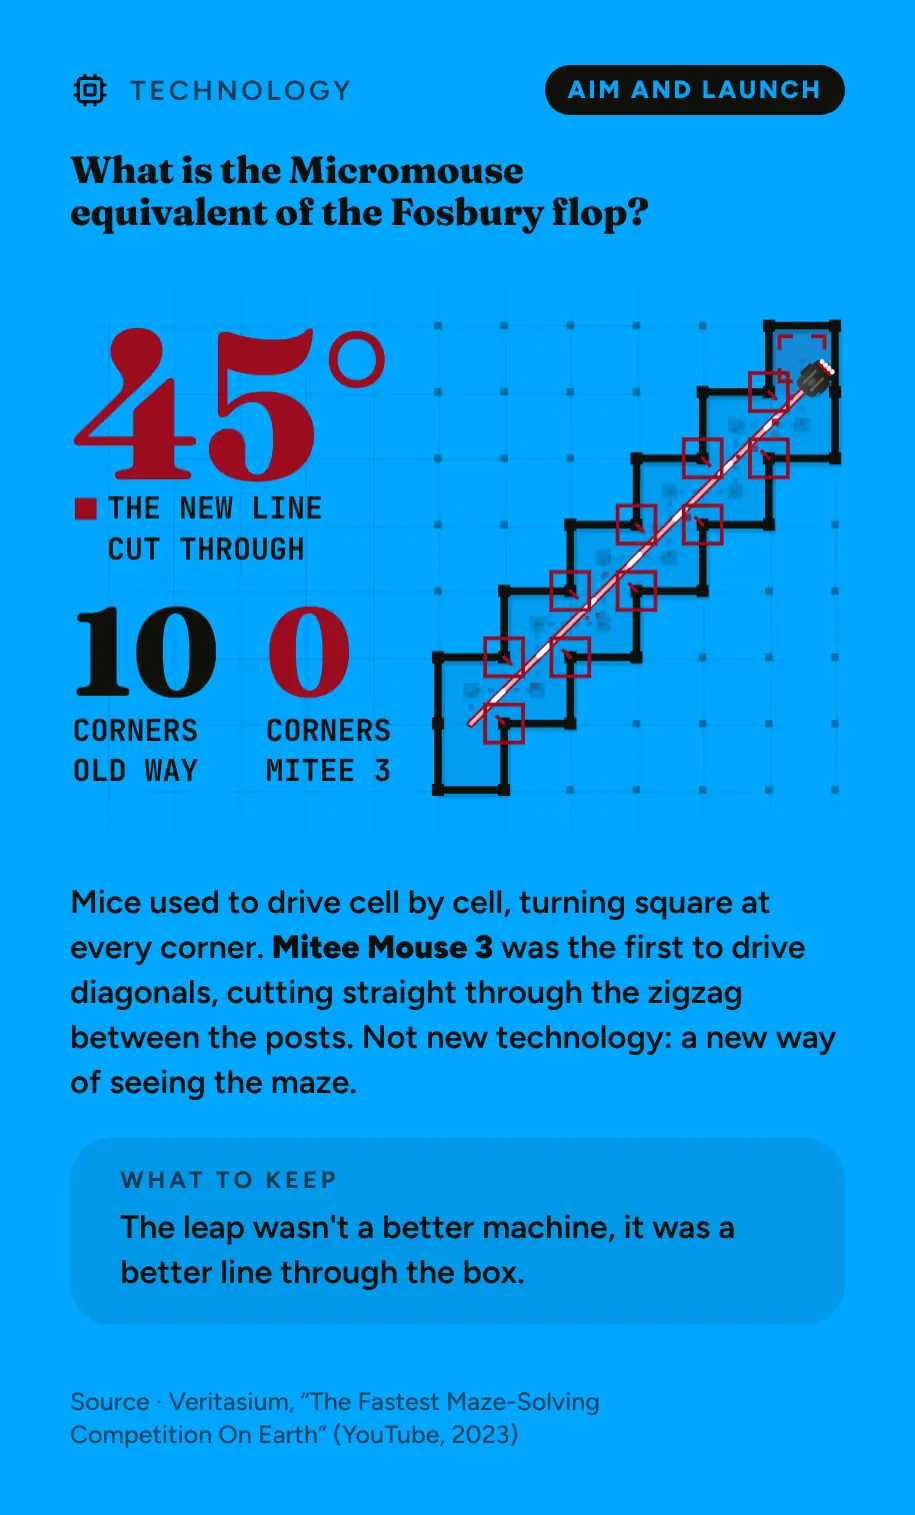 TECHNOLOGY
AIM AND LAUNCH
What is the Micromouse
equivalent of the Fosbury flop?
45°
THE NEW LINE
CUT THROUGH
10
CORNERS
OLD WAY
0
CORNERS
MITEE 3
Mice used to drive cell by cell, turning square at
every corner. Mitee Mouse 3 was the first to drive
diagonals, cutting straight through the zigzag
between the posts. Not new technology: a new way
of seeing the maze.
WHAT TO KEEP
The leap wasn't a better machine, it was a
better line through the box.
Source · Veritasium, “The Fastest Maze-Solving
Competition On Earth” (YouTube, 2023)